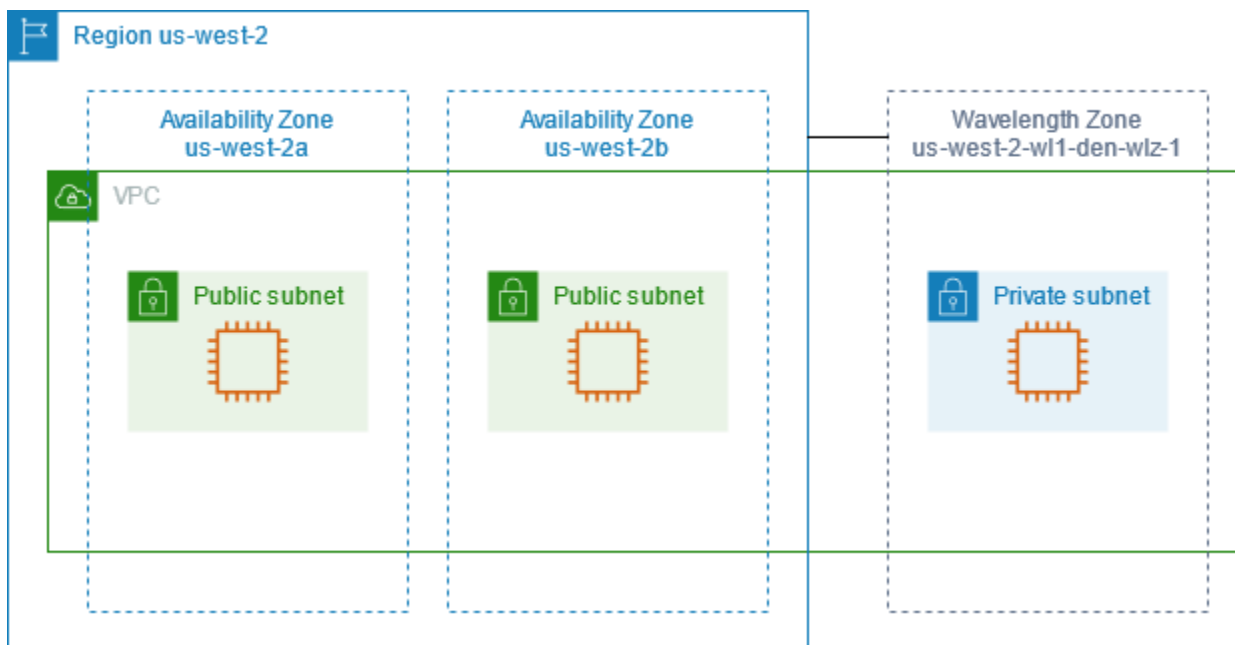 Region us-west-2
Availability Zone
us-west-2a
Availability Zone
us-west-2b
Wavelength Zone
us-west-2-wl1-den-wlz-1
VPC
Public subnet
Public subnet
Private subnet